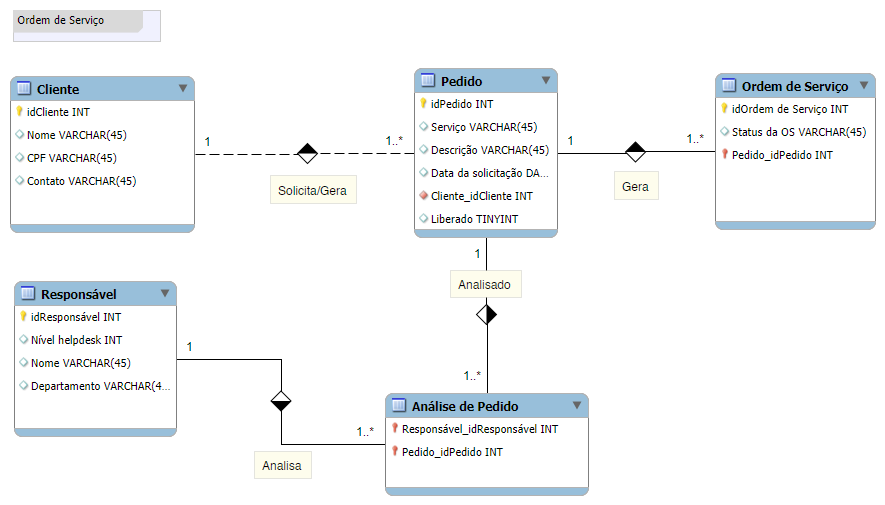 Ordem de Serviço
Cliente
idCliente INT
Nome VARCHAR(45)
CPF VARCHAR(45)
Contato VARCHAR(45)
1
1..*
Solicita/Gera
Pedido
idPedido INT
Serviço VARCHAR(45)
Descrição VARCHAR(45)
Data da solicitação DA...
Cliente_idCliente INT
Liberado TINYINT
1
1..*
Gera
Ordem de Serviço
idOrdem de Serviço INT
Status da OS VARCHAR(45)
Pedido_idPedido INT
1
Analisado
1..*
Responsável
idResponsável INT
Nível helpdesk INT
Nome VARCHAR(45)
Departamento VARCHAR(4...
1
1..*
Analisa
Análise de Pedido
Responsável_idResponsável INT
Pedido_idPedido INT